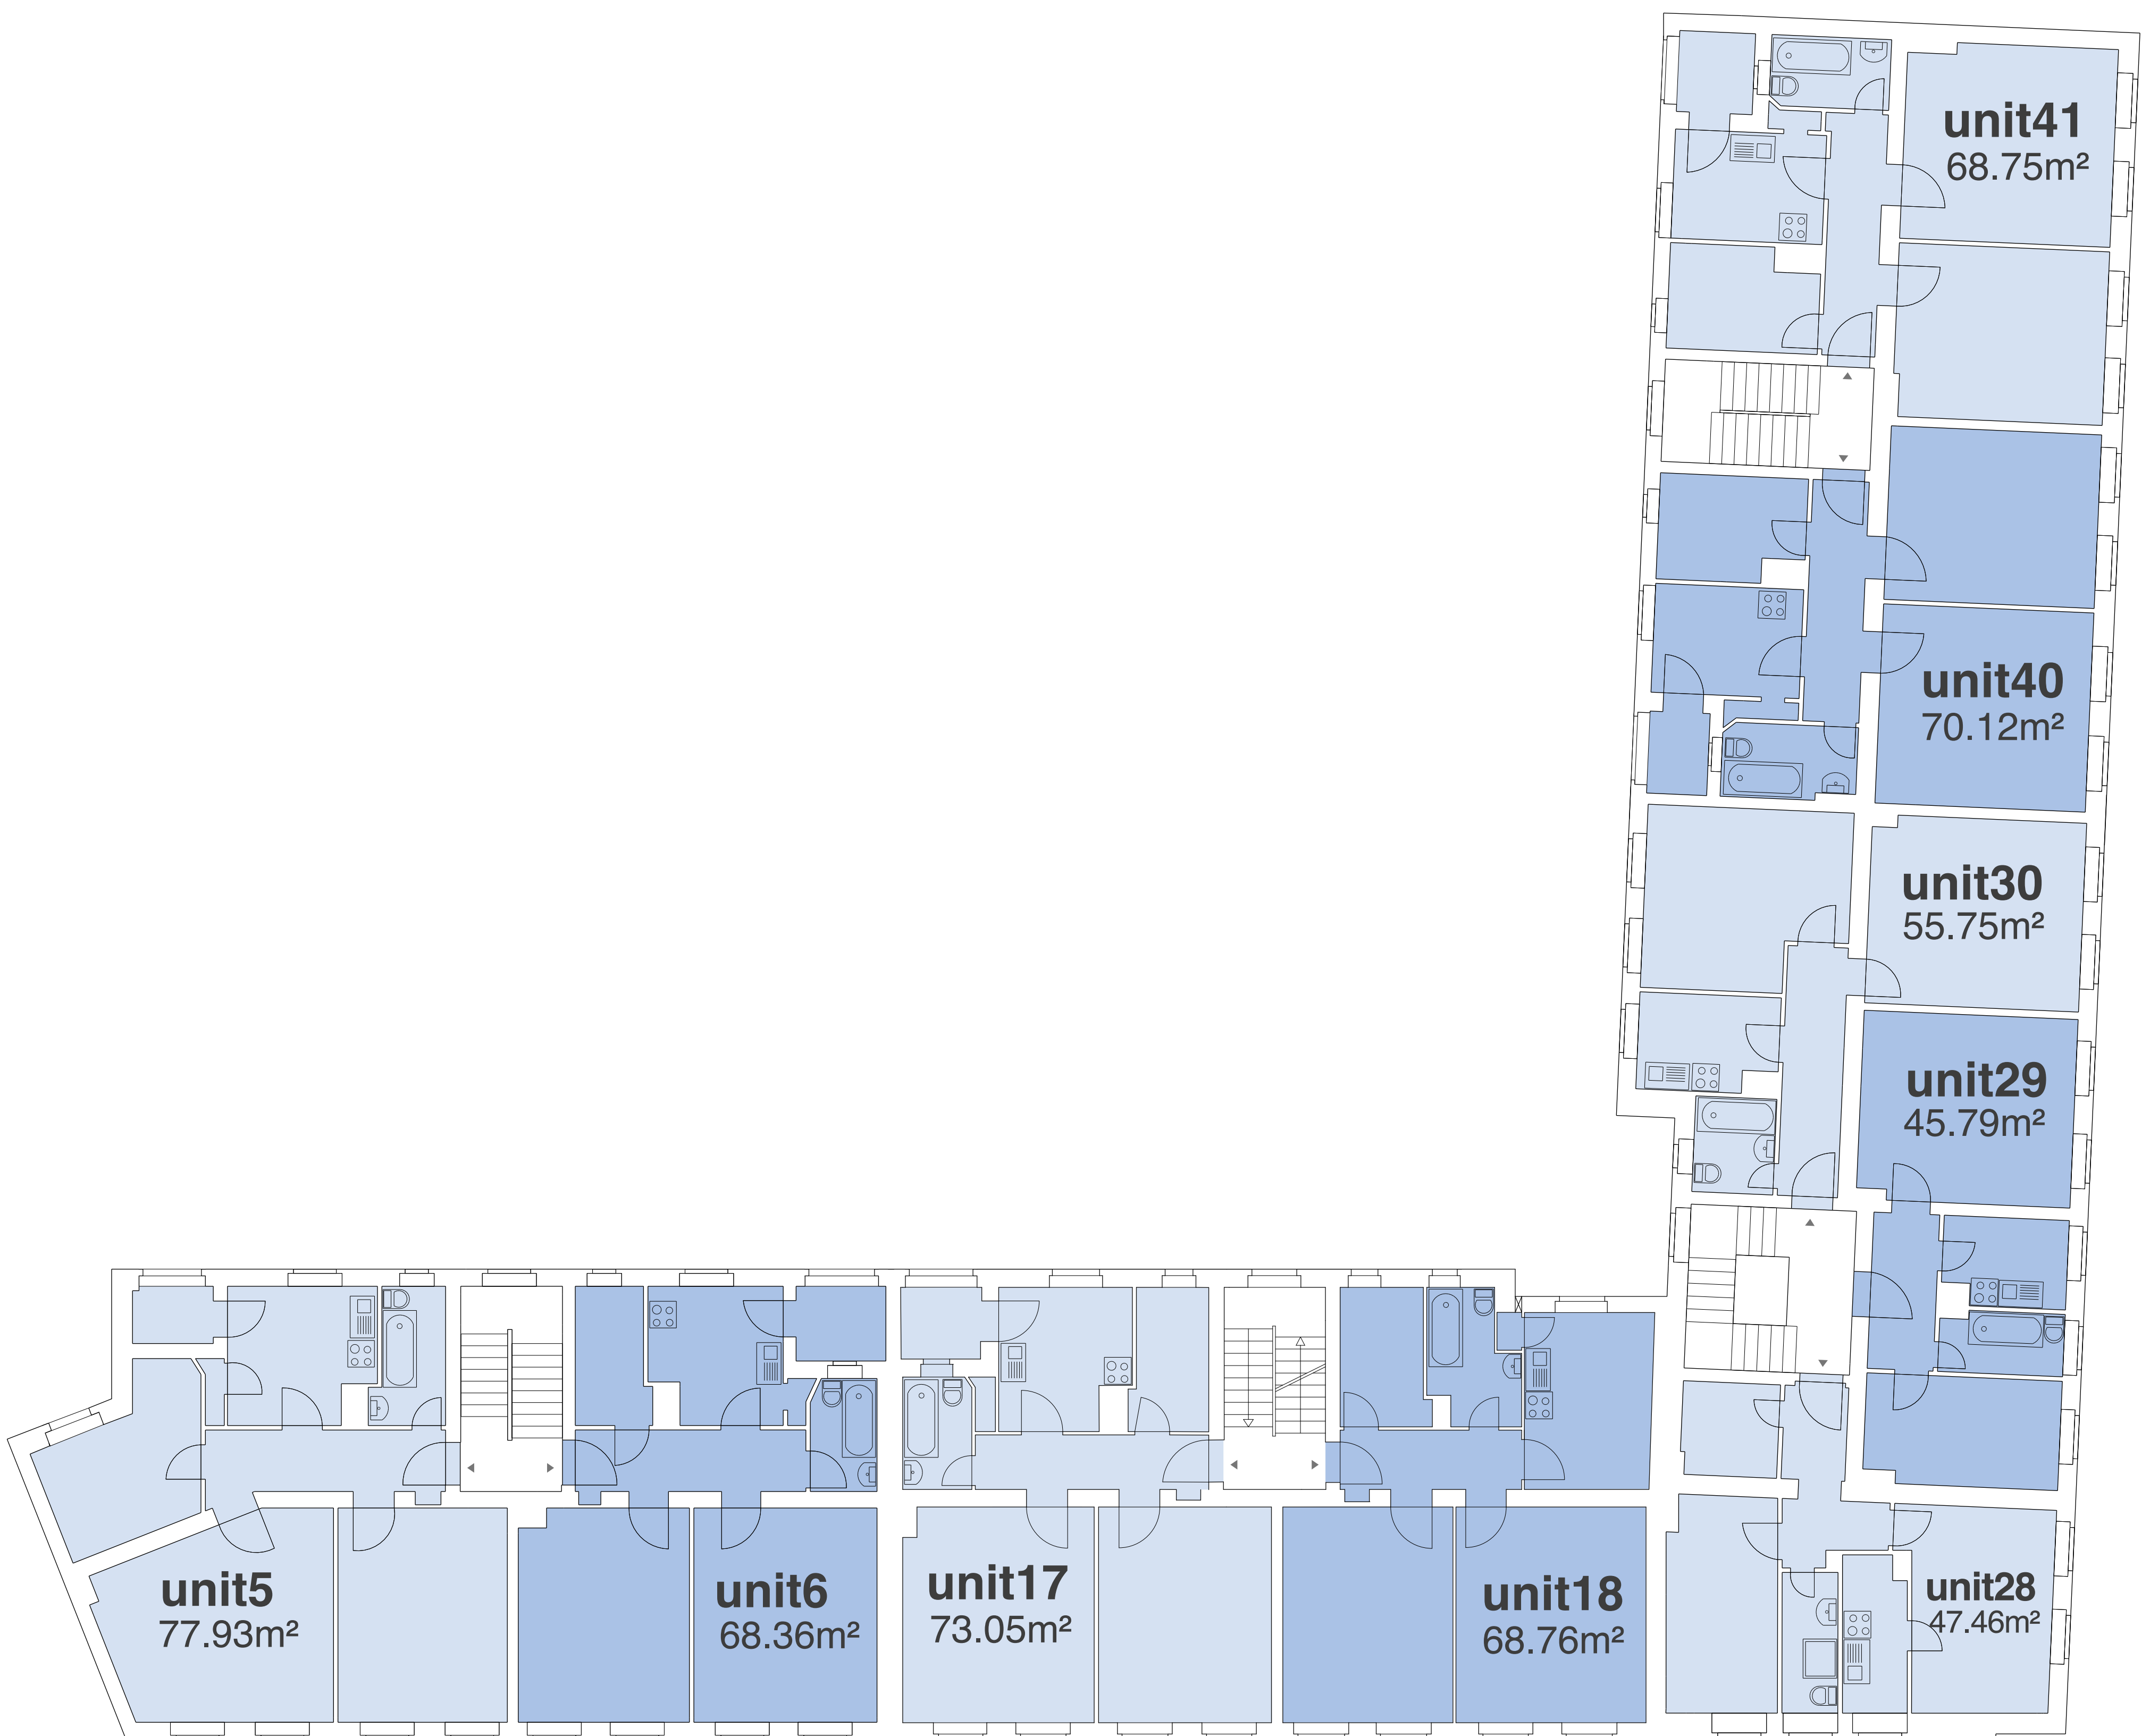 unit41
68.75m²
unit40
70.12m²
unit30
55.75m²
unit29
45.79m²
unit5
77.93m²
unit6
68.36m²
unit17
73.05m²
unit18
68.76m²
unit28
47.46m²